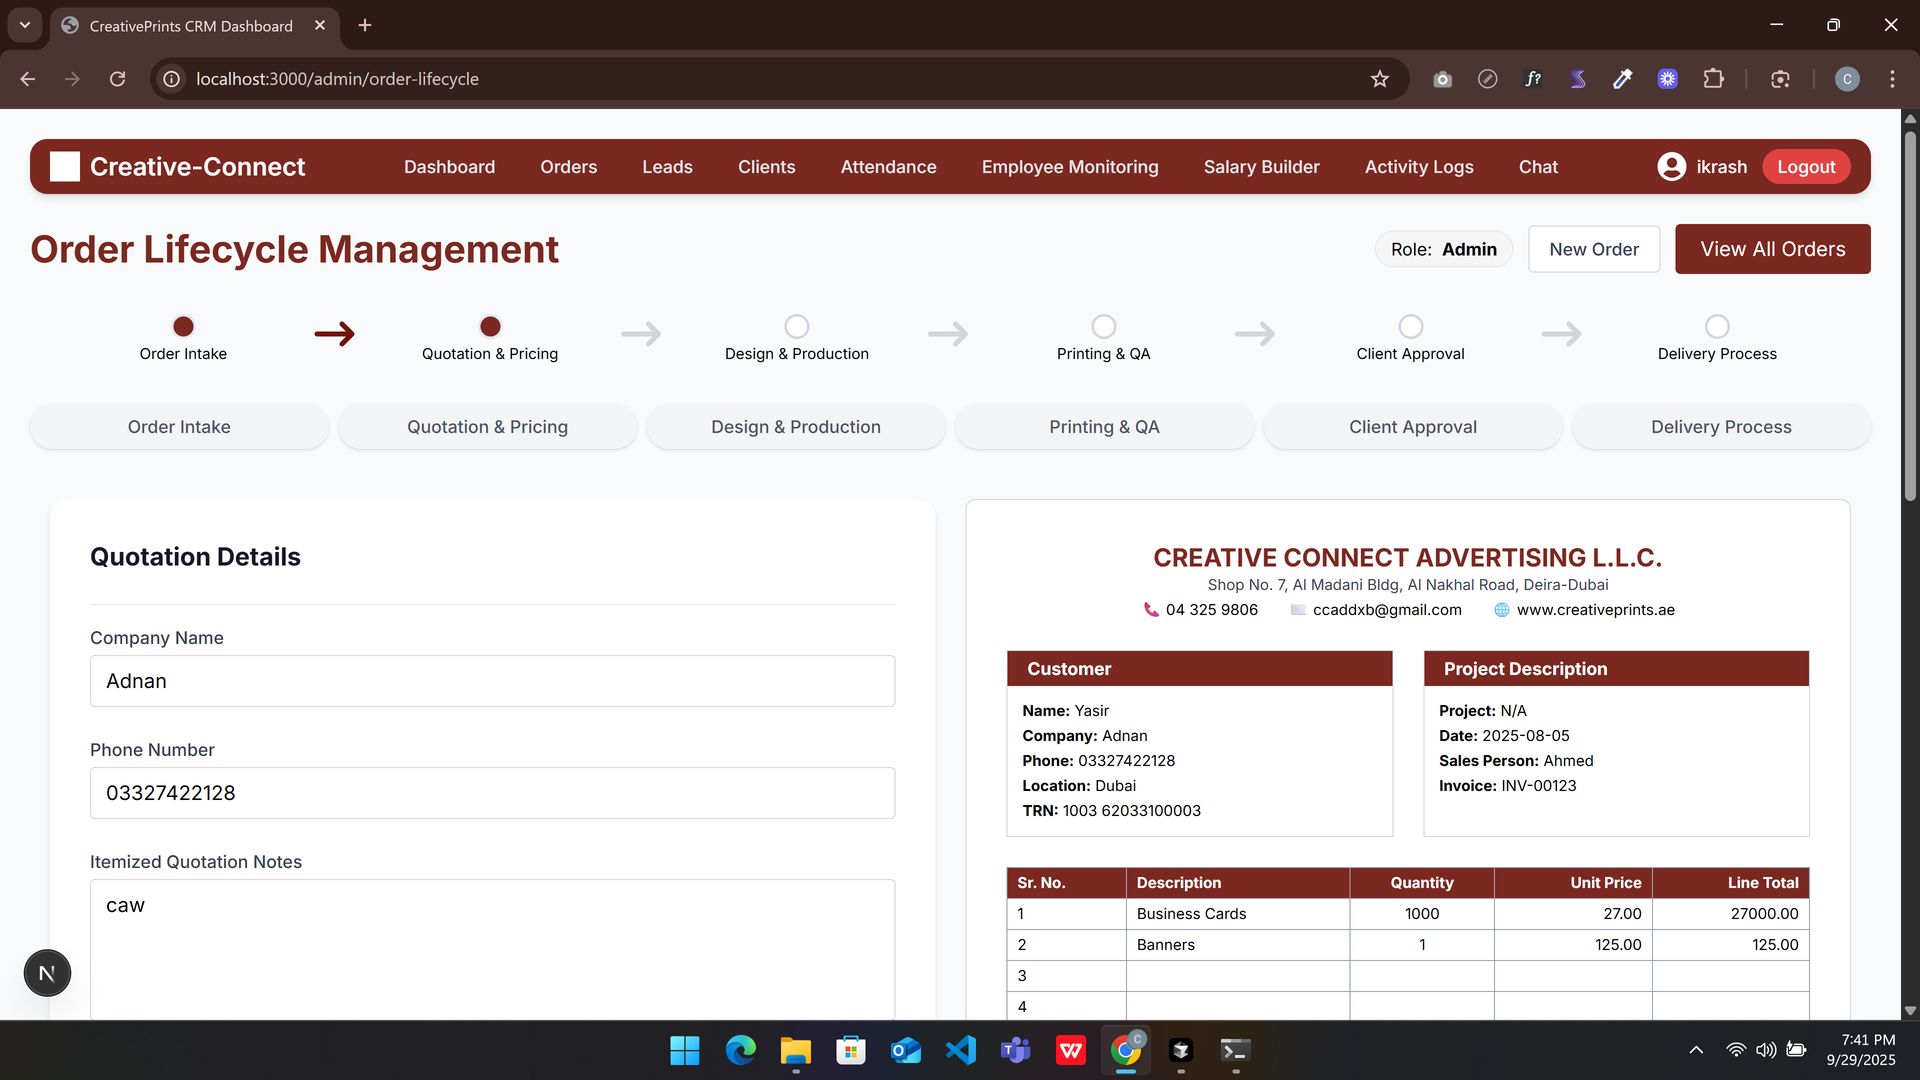 CreativePrints CRM Dashboard
localhost:3000/admin/order-lifecycle
f?
C
Creative-Connect Dashboard Orders Leads Clients Attendance Employee Monitoring Salary Builder Activity Logs Chat ikrash Logout
Order Lifecycle Management Role: Admin New Order View All Orders
Order Intake Quotation & Pricing Design & Production Printing & QA Client Approval Delivery Process
Order Intake Quotation & Pricing Design & Production Printing & QA Client Approval Delivery Process
Quotation Details
Company Name
Adnan
Phone Number
03327422128
Itemized Quotation Notes
caw
N
CREATIVE CONNECT ADVERTISING L.L.C.
Shop No. 7, Al Madani Bldg, Al Nakhal Road, Deira-Dubai
04 325 9806 ccaddxb@gmail.com www.creativeprints.ae
Customer
Name: Yasir
Company: Adnan
Phone: 03327422128
Location: Dubai
TRN: 1003 62033100003
Project Description
Project: N/A
Date: 2025-08-05
Sales Person: Ahmed
Invoice: INV-00123
Sr. No. Description Quantity Unit Price Line Total
1 Business Cards 1000 27.00 27000.00
2 Banners 1 125.00 125.00
3
4
C
7:41 PM
9/29/2025